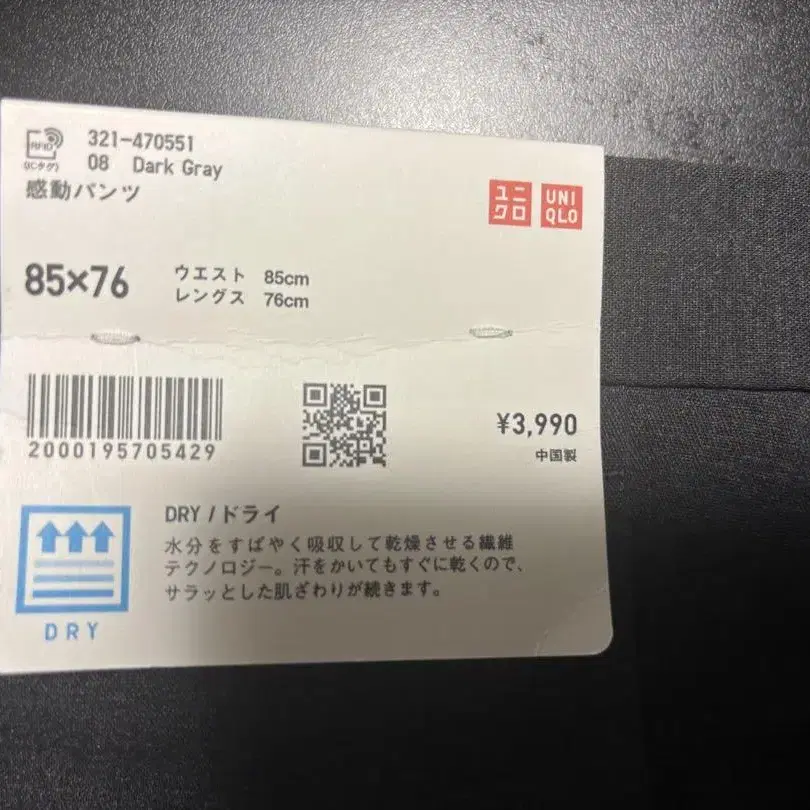 RFID
(ICタグ)
321-470551
08 Dark Gray
感動パンツ
ユニ
クロ
UNI
QLO
85×76
ウエスト 85cm
レングス 76cm
2000195705429
¥3,990
中国製
DRY / ドライ
水分をすばやく吸収して乾燥させる繊維
テクノロジー。汗をかいてもすぐに乾くので、
サラッとした肌ざわりが続きます。
DRY